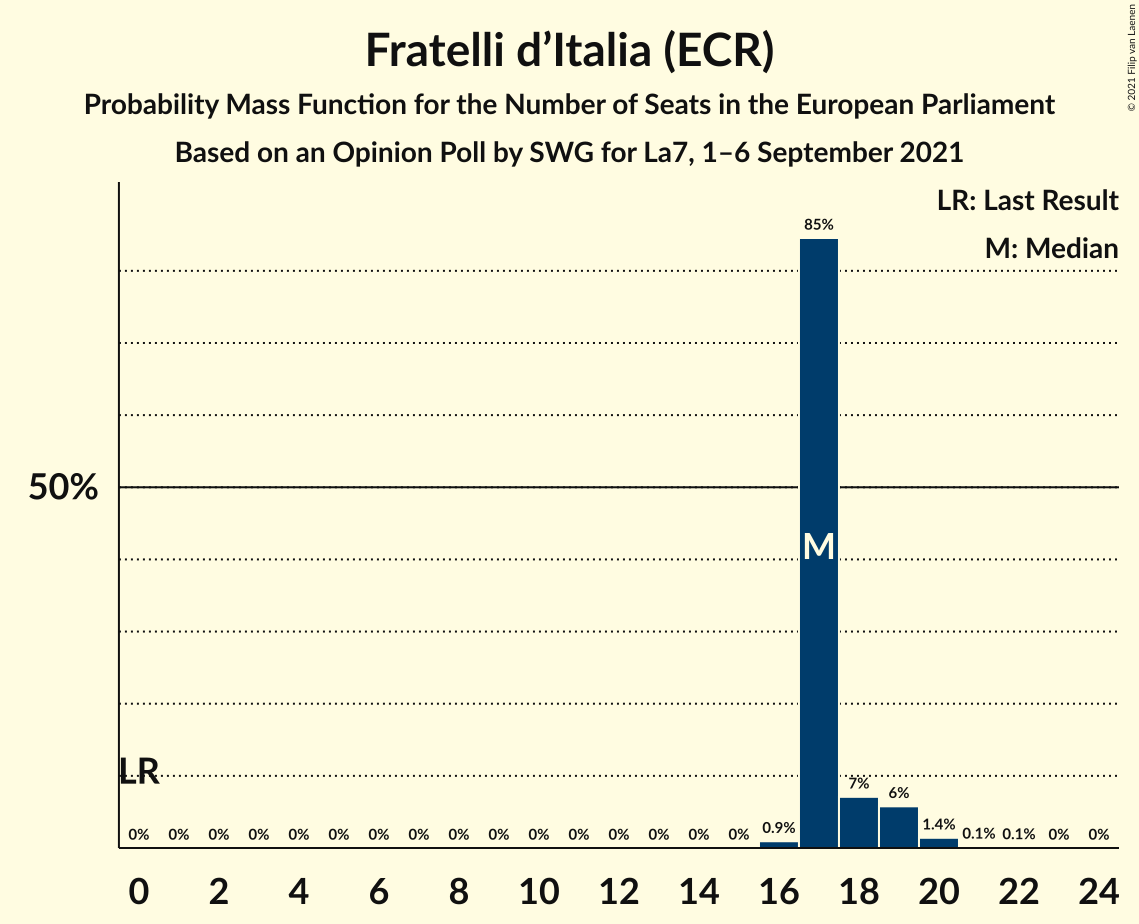 Fratelli d’Italia (ECR)
Probability Mass Function for the Number of Seats in the European Parliament
Based on an Opinion Poll by SWG for La7, 1–6 September 2021
© 2021 Filip van Laenen
LR: Last Result
M: Median
85%
50%
M
LR
0% 0% 0% 0% 0% 0% 0% 0% 0% 0% 0% 0% 0% 0% 0% 0% 0.9% 7% 6% 1.4% 0.1% 0.1% 0% 0%
0 2 4 6 8 10 12 14 16 18 20 22 24